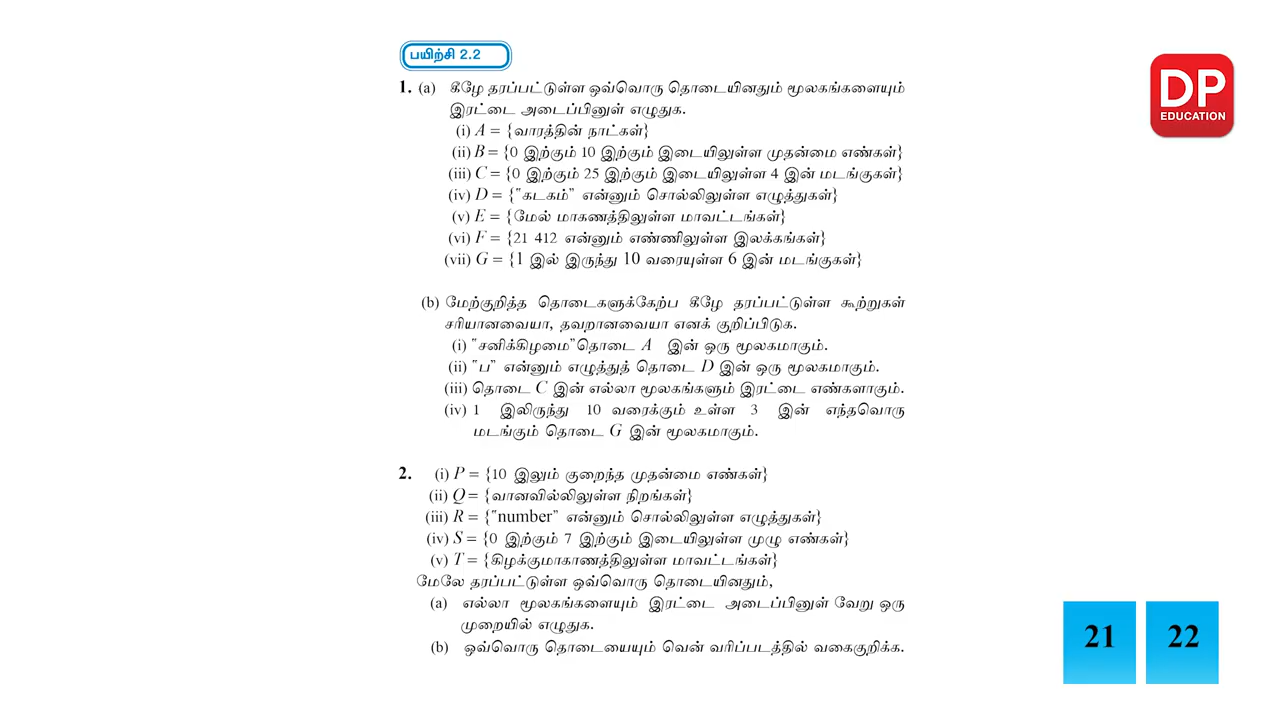 பயிற்சி 2.2
DP
EDUCATION
1. (a) கீழே தரப்பட்டுள்ள ஒவ்வொரு தொடையினதும் மூலகங்களையும்
இரட்டை அடைப்பினுள் எழுதுக.
(i) A = {வாரத்தின் நாட்கள்}
(ii) B = {0 இற்கும் 10 இற்கும் இடையிலுள்ள முதன்மை எண்கள்}
(iii) C = {0 இற்கும் 25 இற்கும் இடையிலுள்ள 4 இன் மடங்குகள்}
(iv) D = {"கடகம்" என்னும் சொல்லிலுள்ள எழுத்துகள்}
(v) E = {மேல் மாகணத்திலுள்ள மாவட்டங்கள்}
(vi) F = {21 412 என்னும் எண்ணிலுள்ள இலக்கங்கள்}
(vii) G = {1 இல் இருந்து 10 வரையுள்ள 6 இன் மடங்குகள்}
(b) மேற்குறித்த தொடைகளுக்கேற்ப கீழே தரப்பட்டுள்ள கூற்றுகள்
சரியானவையா, தவறானவையா எனக் குறிப்பிடுக.
(i) "சனிக்கிழமை"தொடை A இன் ஒரு மூலகமாகும்.
(ii) "ப" என்னும் எழுத்துத் தொடை D இன் ஒரு மூலகமாகும்.
(iii) தொடை C இன் எல்லா மூலகங்களும் இரட்டை எண்களாகும்.
(iv) 1 இலிருந்து 10 வரைக்கும் உள்ள 3 இன் எந்தவொரு
மடங்கும் தொடை G இன் மூலகமாகும்.
2. (i) P = {10 இலும் குறைந்த முதன்மை எண்கள்}
(ii) Q = {வானவில்லிலுள்ள நிறங்கள்}
(iii) R = {"number" என்னும் சொல்லிலுள்ள எழுத்துகள்}
(iv) S = {0 இற்கும் 7 இற்கும் இடையிலுள்ள முழு எண்கள்}
(v) T = {கிழக்குமாகாணத்திலுள்ள மாவட்டங்கள்}
மேலே தரப்பட்டுள்ள ஒவ்வொரு தொடையினதும்,
(a) எல்லா மூலகங்களையும் இரட்டை அடைப்பினுள் வேறு ஒரு
முறையில் எழுதுக.
(b) ஒவ்வொரு தொடையையும் வென் வரிப்படத்தில் வகைகுறிக்க.
21 22